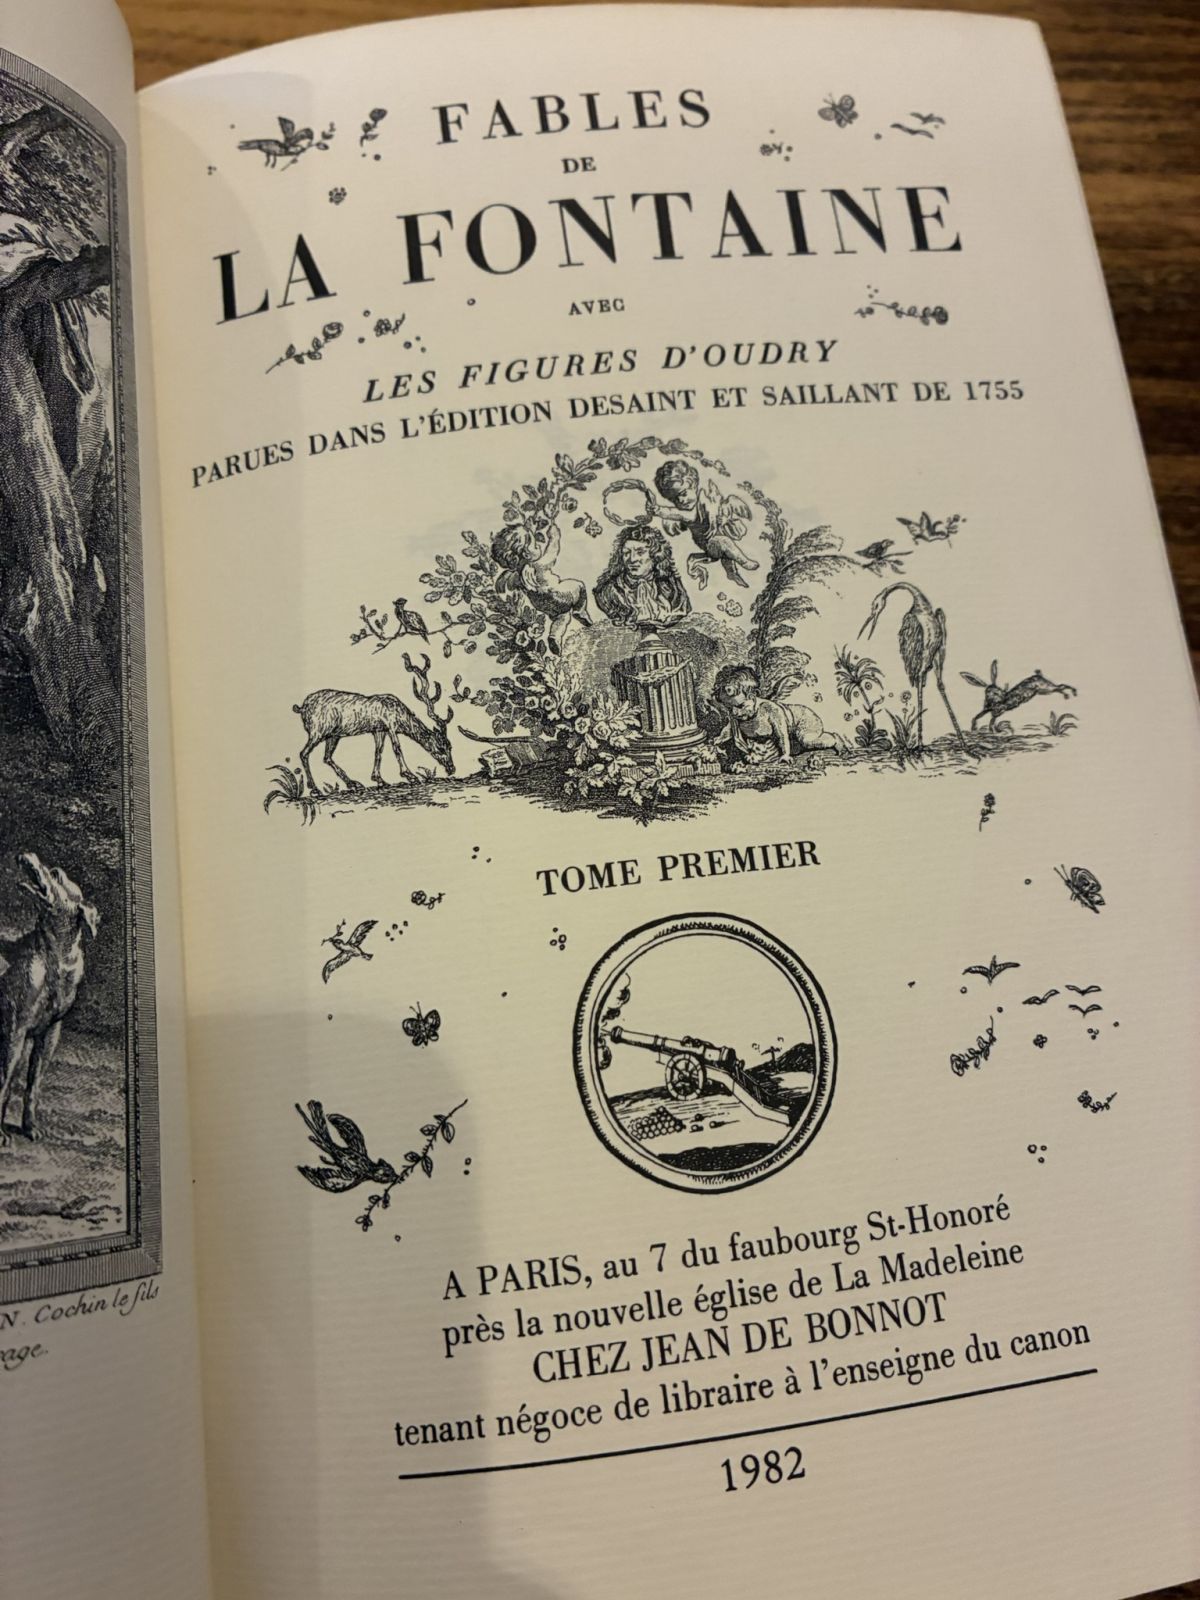 FABLES
DE
LA FONTAINE
AVEC
LES FIGURES D'OUDRY
PARUES DANS L'ÉDITION DESAINT ET SAILLANT DE 1755
TOME PREMIER
A PARIS, au 7 du faubourg St-Honoré
près la nouvelle église de La Madeleine
CHEZ JEAN DE BONNOT
tenant négoce de libraire à l'enseigne du canon
1982
N. Cochin le fils